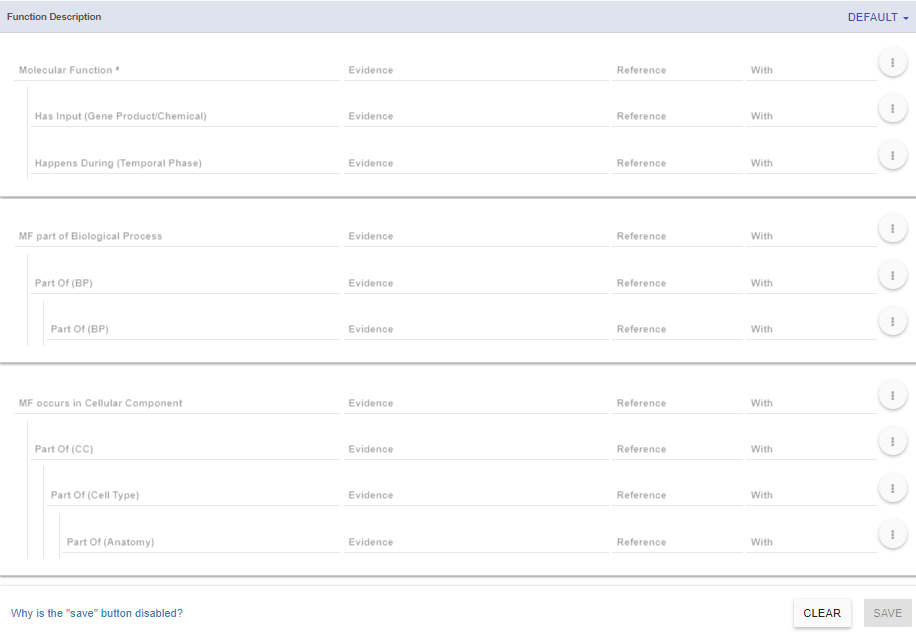 Function Description DEFAULT
Molecular Function * Evidence Reference With
Has Input (Gene Product/Chemical) Evidence Reference With
Happens During (Temporal Phase) Evidence Reference With
MF part of Biological Process Evidence Reference With
Part Of (BP) Evidence Reference With
Part Of (BP) Evidence Reference With
MF occurs in Cellular Component Evidence Reference With
Part Of (CC) Evidence Reference With
Part Of (Cell Type) Evidence Reference With
Part Of (Anatomy) Evidence Reference With
Why is the "save" button disabled? CLEAR SAVE